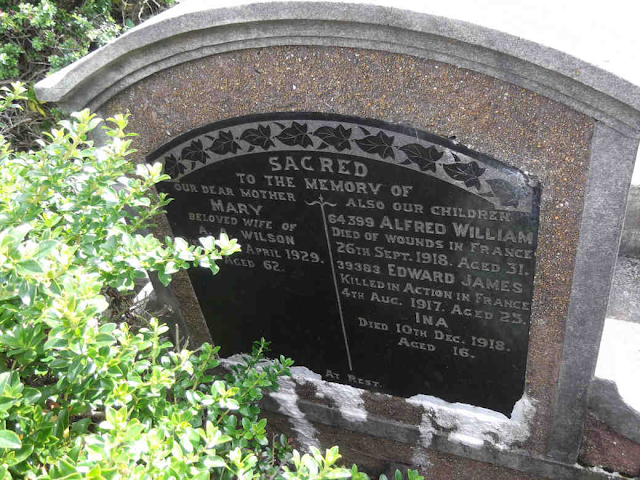 SACRED
TO THE MEMORY OF
OUR DEAR MOTHER
MARY
BELOVED WIFE OF
WILSON
APRIL 1929.
AGED 62.
ALSO OUR CHILDREN
64399 ALFRED WILLIAM
DIED OF WOUNDS IN FRANCE
26TH SEPT. 1918. AGED 31.
39383 EDWARD JAMES
KILLED IN ACTION IN FRANCE
4TH AUG. 1917. AGED 25.
INA
DIED 10TH DEC. 1918.
AGED 16.
AT REST.